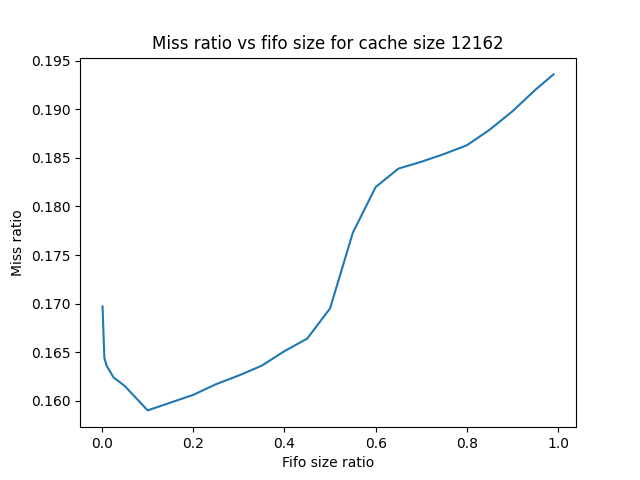 Miss ratio vs fifo size for cache size 12162
0.195
0.190
0.185
0.180
0.175
0.170
0.165
0.160
Miss ratio
0.0 0.2 0.4 0.6 0.8 1.0
Fifo size ratio